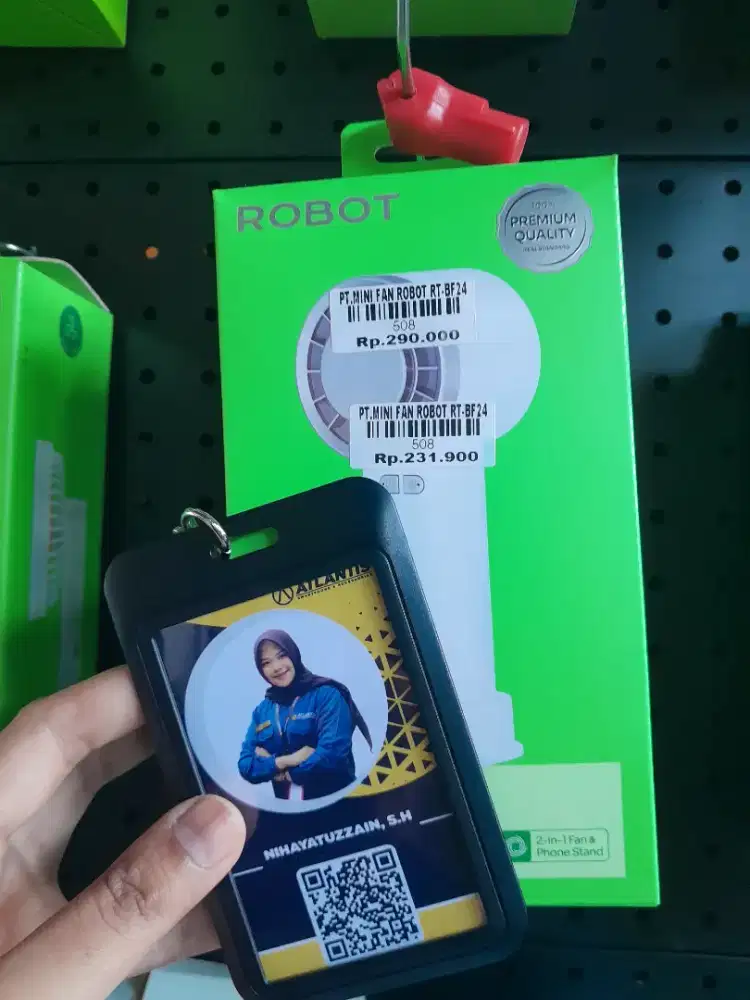 ROBOT
100%
PREMIUM
QUALITY
PT.MINI FAN ROBOT RT-BF24
508
Rp.290.000
PT.MINI FAN ROBOT RT-BF24
508
Rp.231.900
ATLANTIS
NIHAYATUZZAIN, S.H
2-in-1 Fan &
Phone Stand